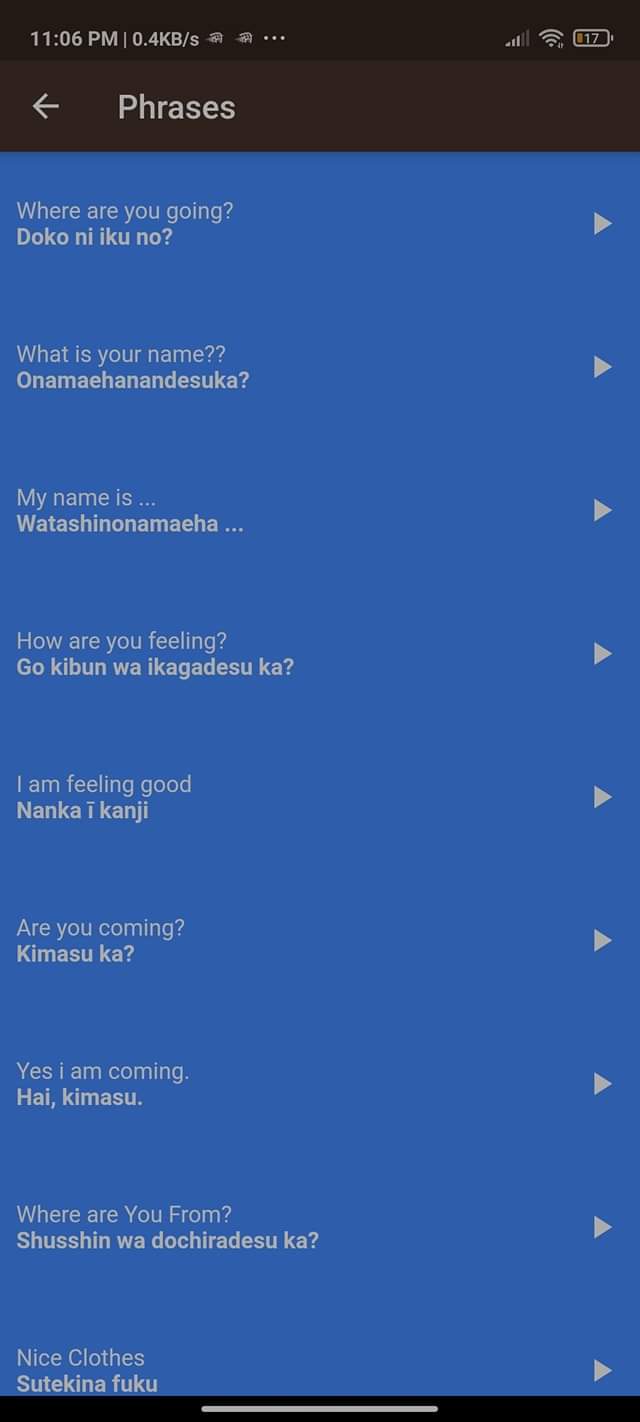 11:06 PM | 0.4KB/s ...
17
Phrases
Where are you going?
Doko ni iku no?
What is your name??
Onamaehanandesuka?
My name is ...
Watashinonamaeha ...
How are you feeling?
Go kibun wa ikagadesu ka?
I am feeling good
Nanka ī kanji
Are you coming?
Kimasu ka?
Yes i am coming.
Hai, kimasu.
Where are You From?
Shusshin wa dochiradesu ka?
Nice Clothes
Sutekina fuku